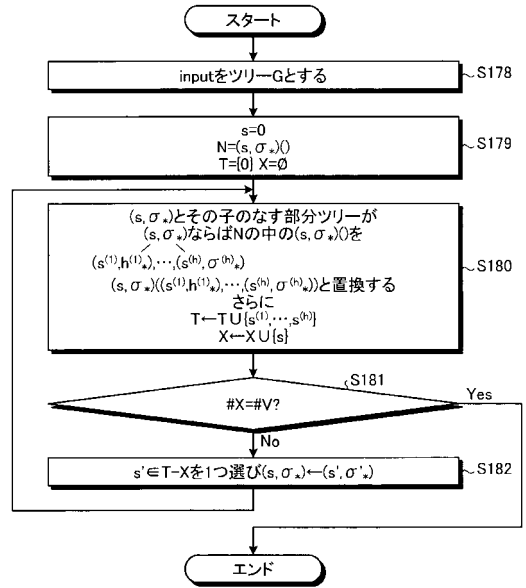 スタート
inputをツリーGとする
S178
s=0
N=(s,σ*)()
T={0} X=∅
S179
(s,σ*)とその子のなす部分ツリーが
(s,σ*)ならばNの中の(s,σ*)()を
(s⁽¹⁾,h⁽¹⁾*),…,(s⁽ʰ⁾,σ⁽ʰ⁾*)
(s,σ*)((s⁽¹⁾,h⁽¹⁾*),…,(s⁽ʰ⁾,σ⁽ʰ⁾*))と置換する
さらに
T←T∪{s⁽¹⁾,…,s⁽ʰ⁾}
X←X∪{s}
S180
S181
#X=#V?
Yes
No
s'∈T-Xを1つ選び(s,σ*)←(s',σ'*)
S182
エンド